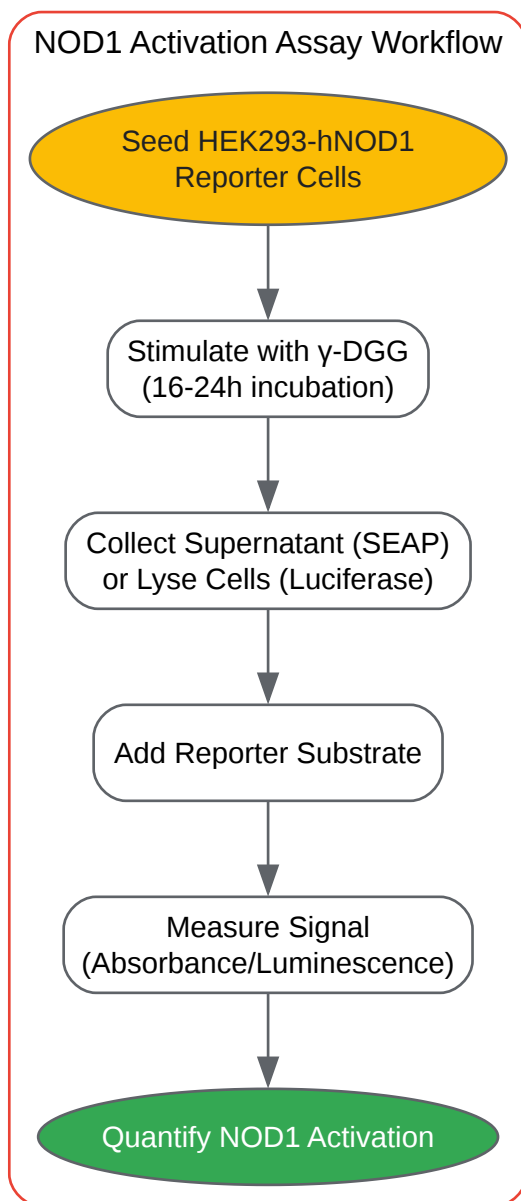 NOD1 Activation Assay Workflow
Seed HEK293-hNOD1
Reporter Cells
Stimulate with γ-DGG
(16-24h incubation)
Collect Supernatant (SEAP)
or Lyse Cells (Luciferase)
Add Reporter Substrate
Measure Signal
(Absorbance/Luminescence)
Quantify NOD1 Activation